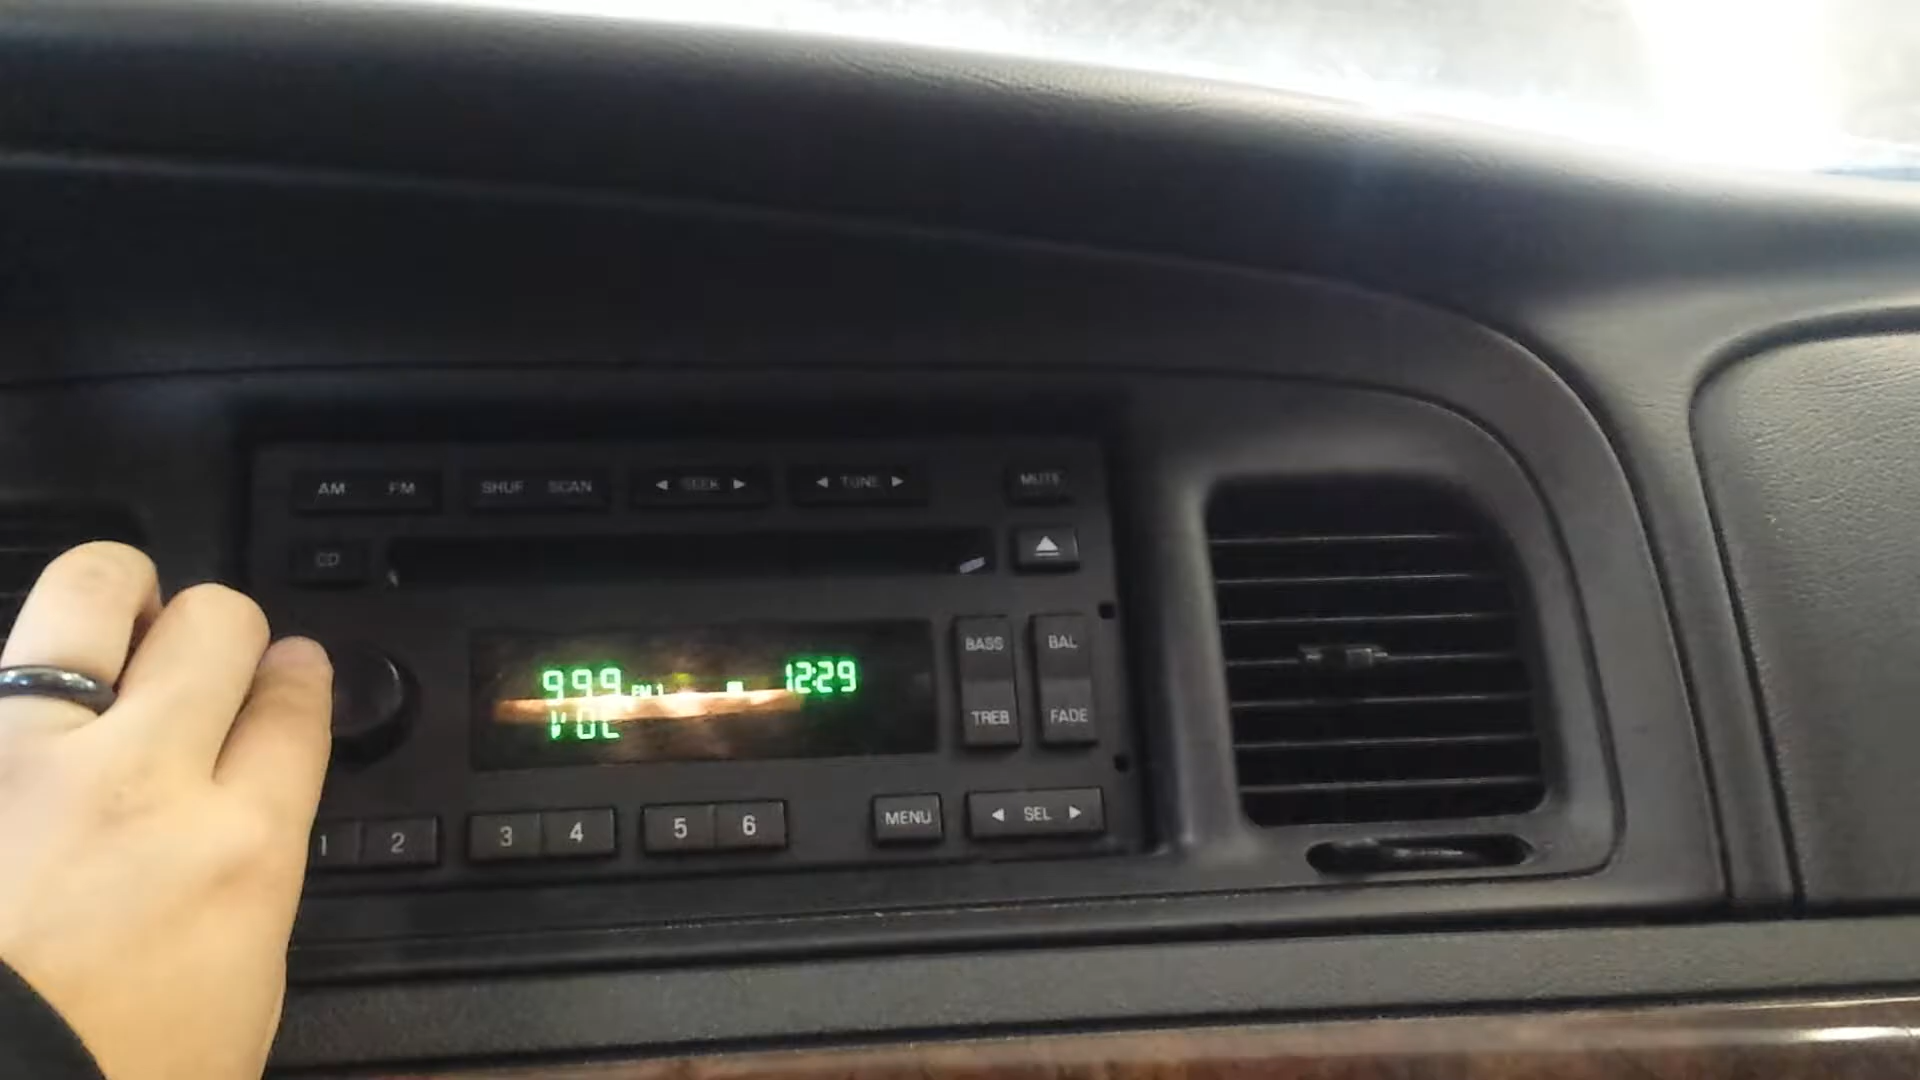 AM FM SHUF SCAN ◄ SEEK ► ◄ TUNE ► MUTE
CD
BASS BAL
999 FM1 12:29
VOL
TREB FADE
1 2 3 4 5 6 MENU ◄ SEL ►